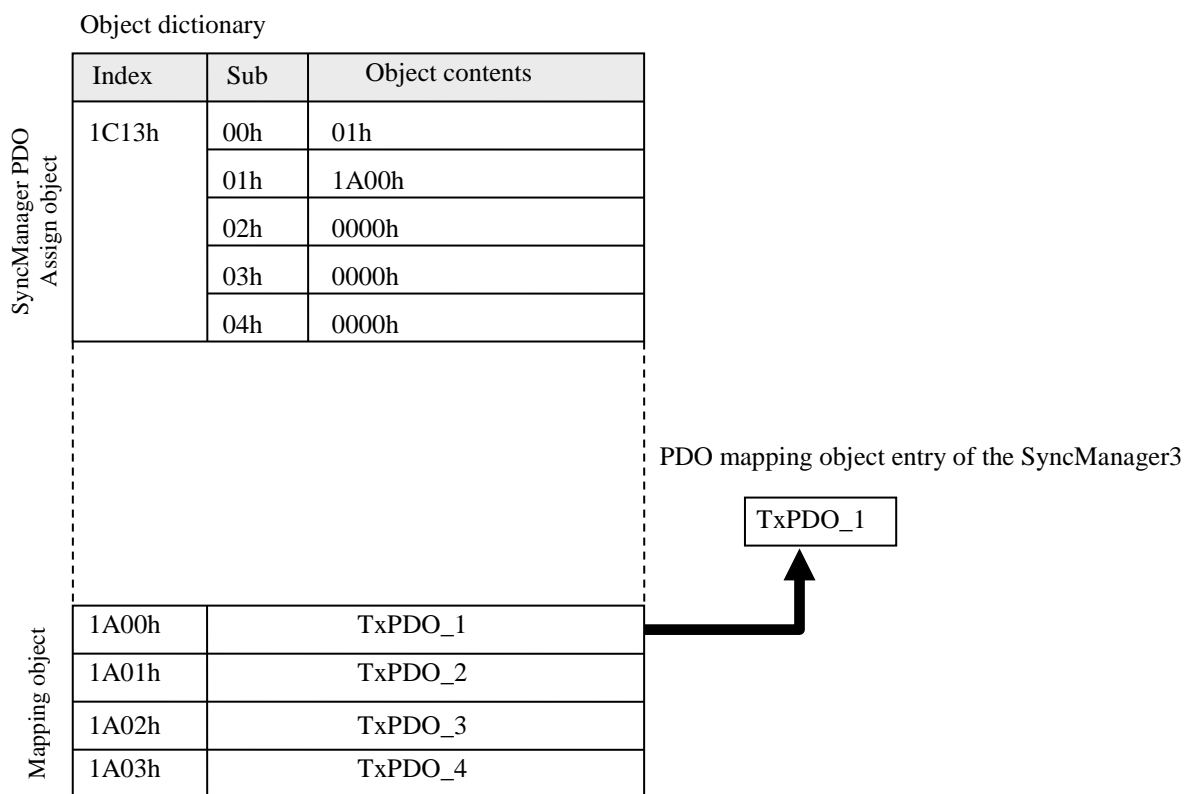 Object dictionary
Index Sub Object contents
SyncManager PDO
Assign object
1C13h 00h 01h
01h 1A00h
02h 0000h
03h 0000h
04h 0000h
PDO mapping object entry of the SyncManager3
TxPDO_1
Mapping object
1A00h TxPDO_1
1A01h TxPDO_2
1A02h TxPDO_3
1A03h TxPDO_4